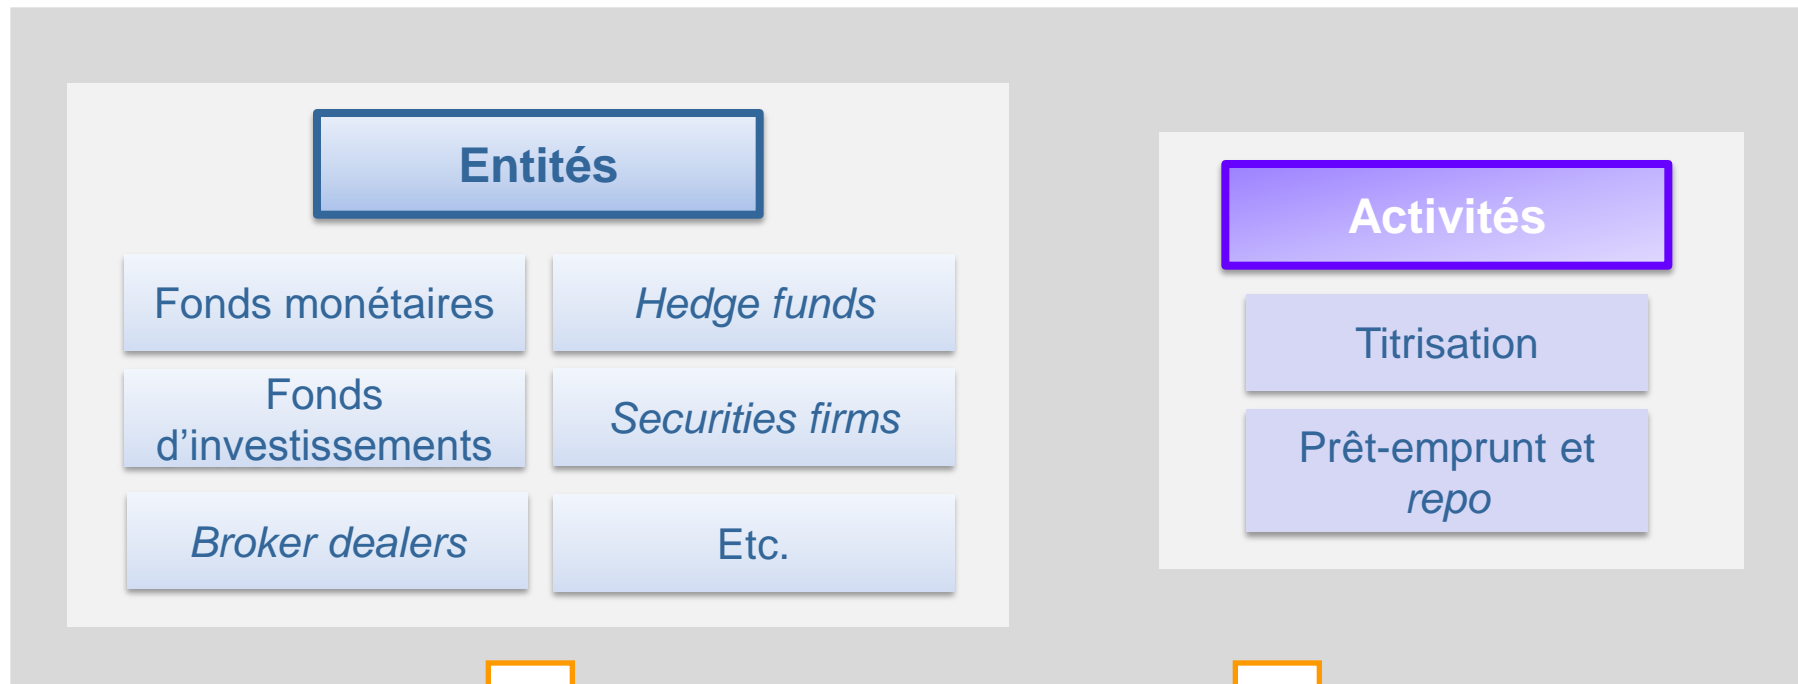 Entités
Fonds monétaires
Hedge funds
Fonds
d’investissements
Securities firms
Broker dealers
Etc.
Activités
Titrisation
Prêt-emprunt et
repo